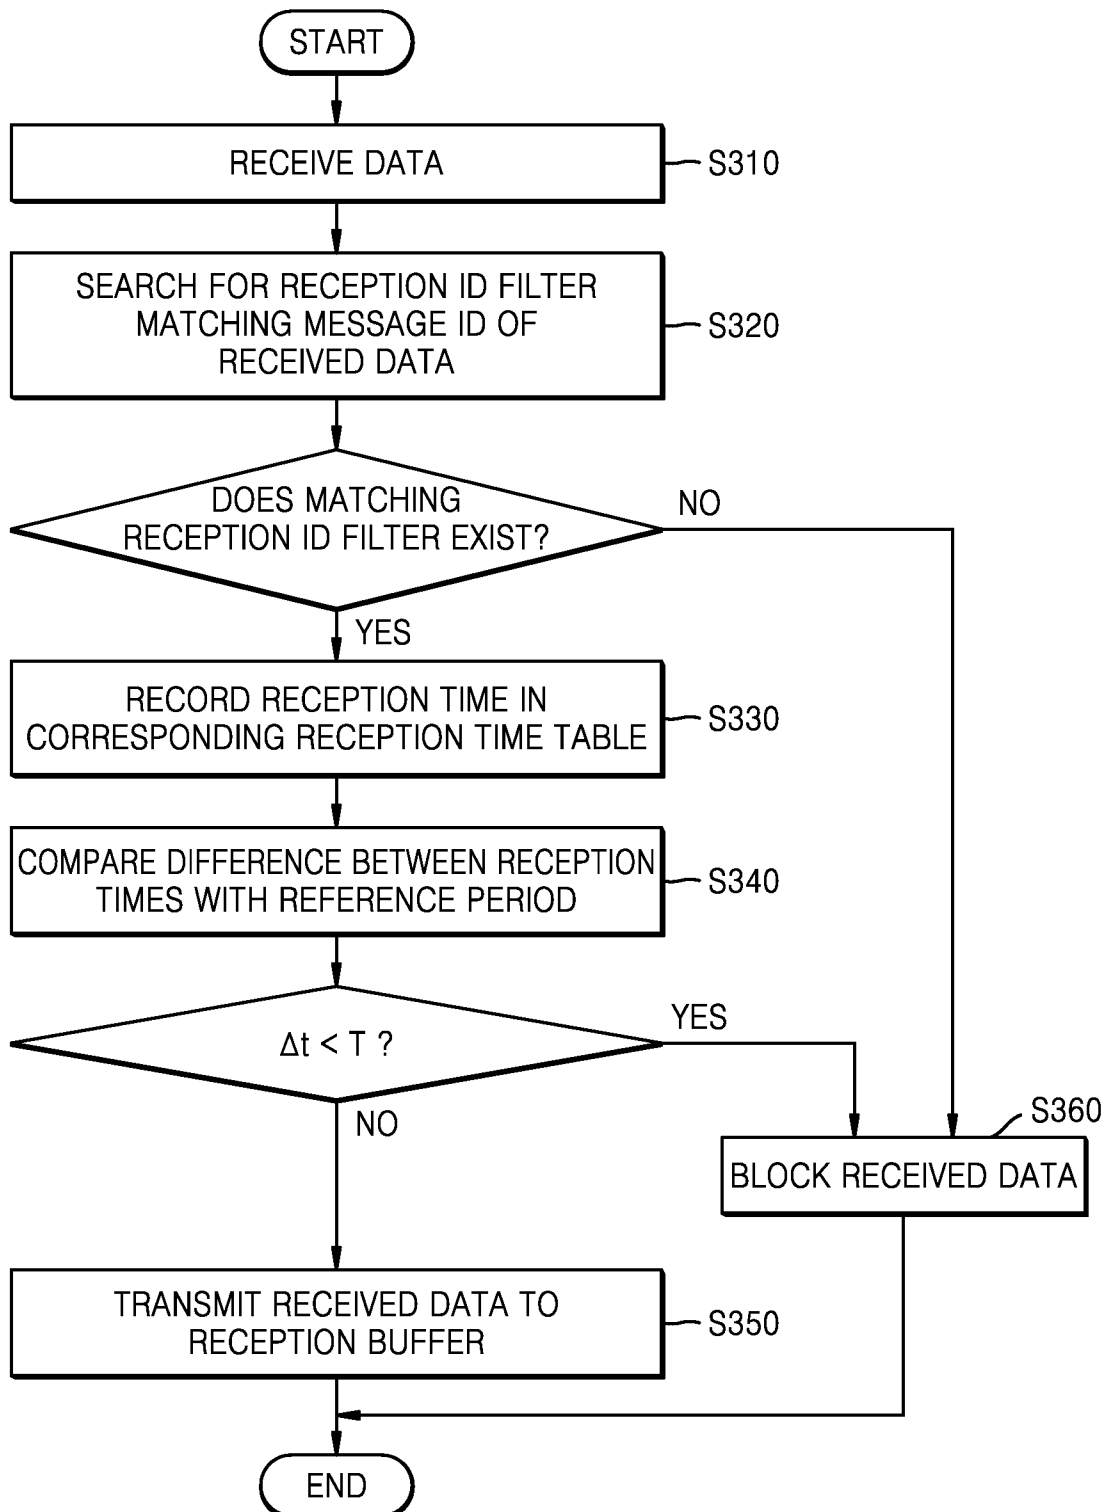 START
RECEIVE DATA
S310
SEARCH FOR RECEPTION ID FILTER
MATCHING MESSAGE ID OF
RECEIVED DATA
S320
DOES MATCHING
RECEPTION ID FILTER EXIST?
NO
YES
RECORD RECEPTION TIME IN
CORRESPONDING RECEPTION TIME TABLE
S330
COMPARE DIFFERENCE BETWEEN RECEPTION
TIMES WITH REFERENCE PERIOD
S340
Δt < T ?
YES
NO
S360
BLOCK RECEIVED DATA
TRANSMIT RECEIVED DATA TO
RECEPTION BUFFER
S350
END